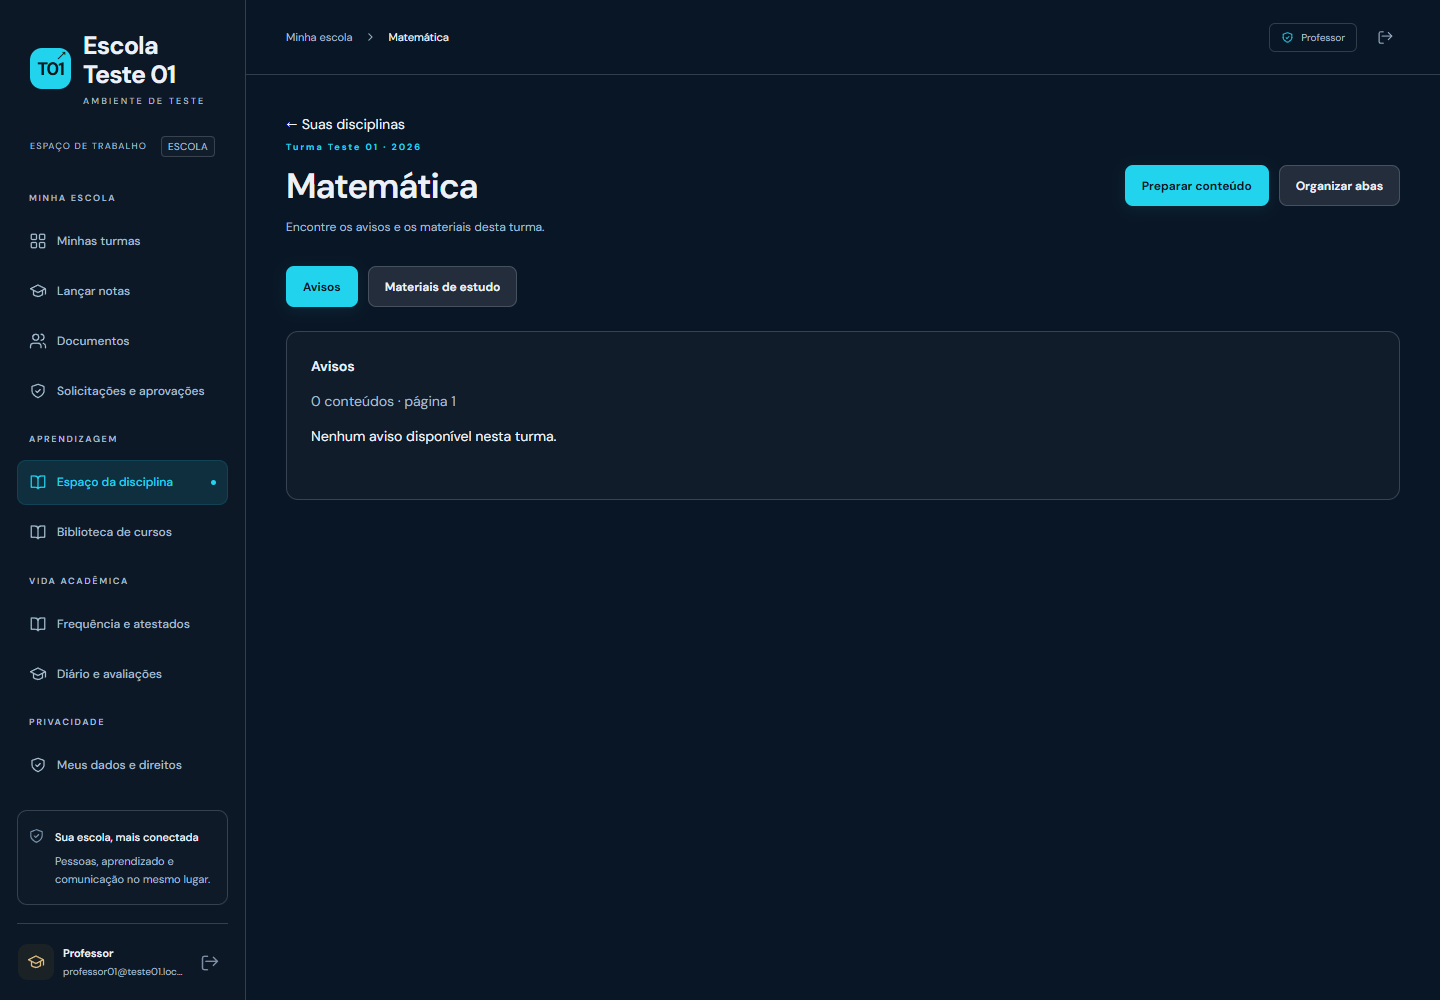 T01
Escola
Teste 01
AMBIENTE DE TESTE
ESPAÇO DE TRABALHO
ESCOLA
MINHA ESCOLA
Minhas turmas
Lançar notas
Documentos
Solicitações e aprovações
APRENDIZAGEM
Espaço da disciplina
Biblioteca de cursos
VIDA ACADÊMICA
Frequência e atestados
Diário e avaliações
PRIVACIDADE
Meus dados e direitos
Sua escola, mais conectada
Pessoas, aprendizado e
comunicação no mesmo lugar.
Professor
professor01@teste01.loc...
Minha escola > Matemática
Professor
← Suas disciplinas
Turma Teste 01 · 2026
Matemática
Encontre os avisos e os materiais desta turma.
Preparar conteúdo
Organizar abas
Avisos
Materiais de estudo
Avisos
0 conteúdos · página 1
Nenhum aviso disponível nesta turma.